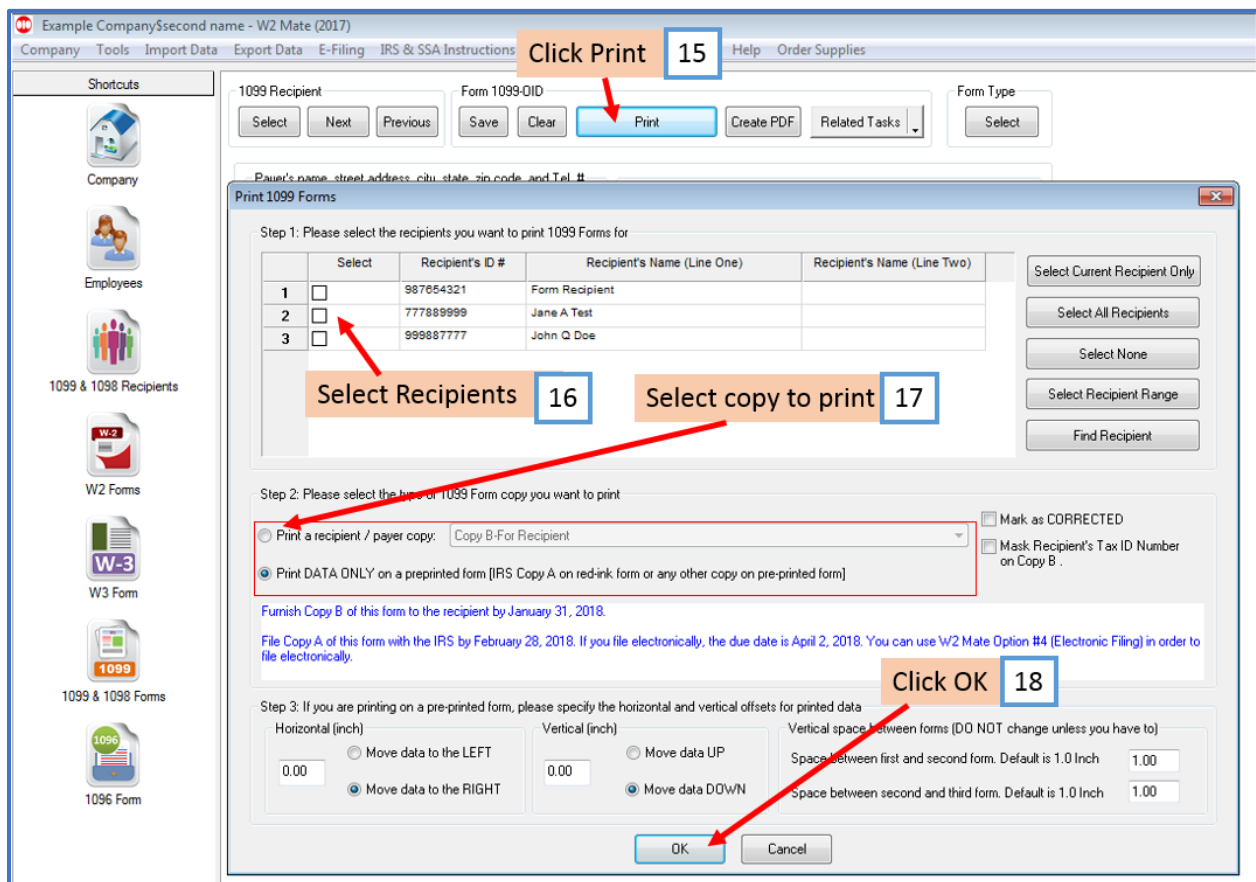 Example Company$second name - W2 Mate (2017)
Company Tools Import Data Export Data E-Filing IRS & SSA Instructions Help Order Supplies
Click Print 15
Shortcuts
Company
Employees
1099 & 1098 Recipients
W-2
W2 Forms
W-3
W3 Form
1099
1099 & 1098 Forms
1096
1096 Form
1099 Recipient
Select Next Previous
Form 1099-OID
Save Clear Print Create PDF Related Tasks
Form Type
Select
Payer's name, street address, city, state, zip code, and Tel. #
Print 1099 Forms
Step 1: Please select the recipients you want to print 1099 Forms for
Select Recipient's ID # Recipient's Name (Line One) Recipient's Name (Line Two)
1 987654321 Form Recipient
2 777889999 Jane A Test
3 999887777 John Q Doe
Select Recipients 16
Select copy to print 17
Select Current Recipient Only
Select All Recipients
Select None
Select Recipient Range
Find Recipient
Step 2: Please select the type of 1099 Form copy you want to print
Print a recipient / payer copy: Copy B-For Recipient
Print DATA ONLY on a preprinted form [IRS Copy A on red-ink form or any other copy on pre-printed form]
Mark as CORRECTED
Mask Recipient's Tax ID Number
on Copy B .
Furnish Copy B of this form to the recipient by January 31, 2018.
File Copy A of this form with the IRS by February 28, 2018. If you file electronically, the due date is April 2, 2018. You can use W2 Mate Option #4 (Electronic Filing) in order to
file electronically.
Click OK 18
Step 3: If you are printing on a pre-printed form, please specify the horizontal and vertical offsets for printed data
Horizontal (inch)
0.00
Move data to the LEFT
Move data to the RIGHT
Vertical (inch)
0.00
Move data UP
Move data DOWN
Vertical space between forms (DO NOT change unless you have to)
Space between first and second form. Default is 1.0 Inch 1.00
Space between second and third form. Default is 1.0 Inch 1.00
OK Cancel